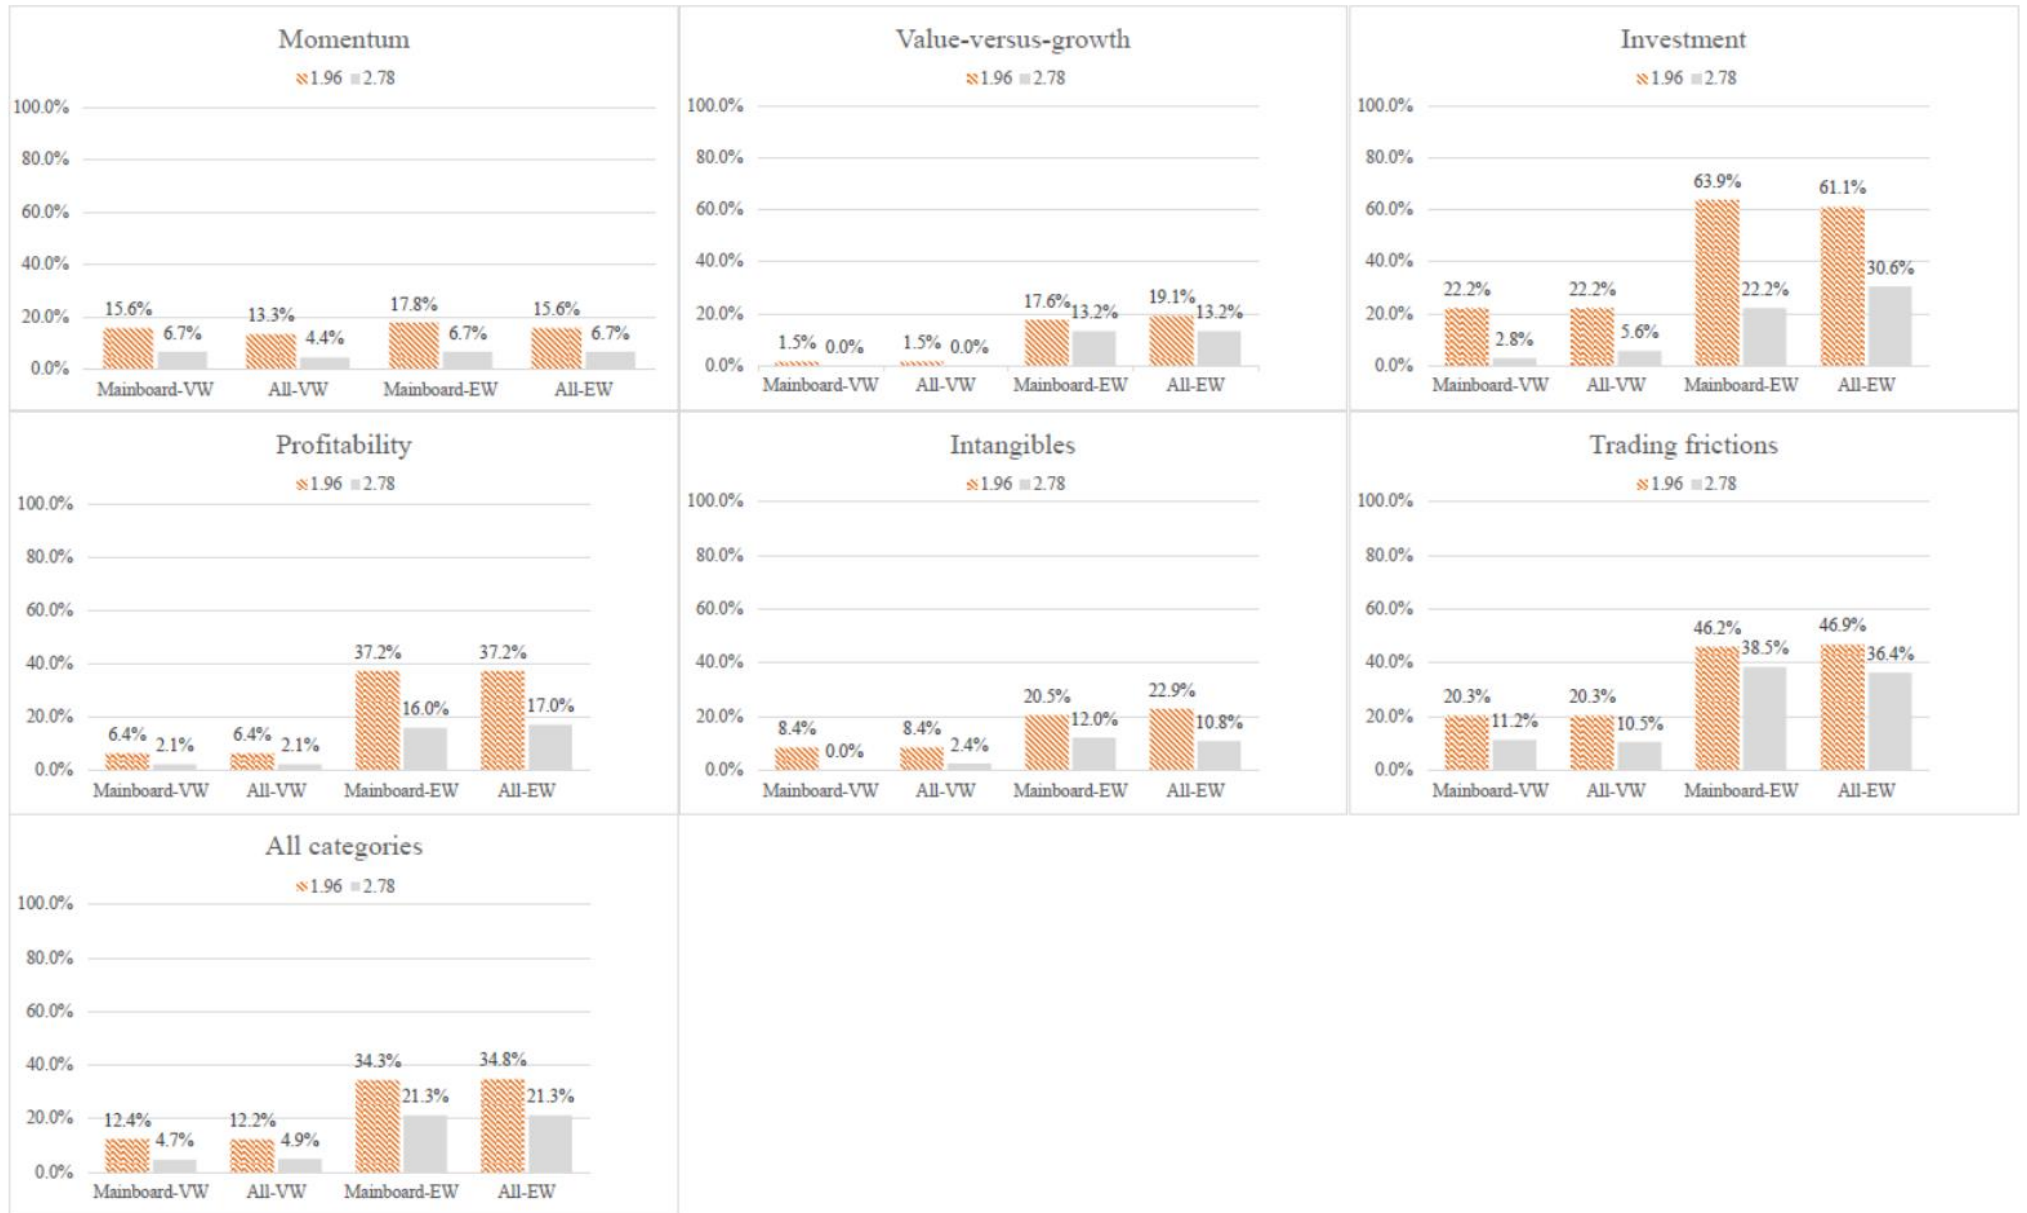 Momentum
1.96 2.78
100.0%
80.0%
60.0%
40.0%
20.0%
0.0%
15.6% 6.7% 13.3% 4.4% 17.8% 6.7% 15.6% 6.7%
Mainboard-VW All-VW Mainboard-EW All-EW
Value-versus-growth
1.96 2.78
100.0%
80.0%
60.0%
40.0%
20.0%
0.0%
1.5% 0.0% 1.5% 0.0% 17.6% 13.2% 19.1% 13.2%
Mainboard-VW All-VW Mainboard-EW All-EW
Investment
1.96 2.78
100.0%
80.0%
60.0%
40.0%
20.0%
0.0%
22.2% 2.8% 22.2% 5.6% 63.9% 22.2% 61.1% 30.6%
Mainboard-VW All-VW Mainboard-EW All-EW
Profitability
1.96 2.78
100.0%
80.0%
60.0%
40.0%
20.0%
0.0%
6.4% 2.1% 6.4% 2.1% 37.2% 16.0% 37.2% 17.0%
Mainboard-VW All-VW Mainboard-EW All-EW
Intangibles
1.96 2.78
100.0%
80.0%
60.0%
40.0%
20.0%
0.0%
8.4% 0.0% 8.4% 2.4% 20.5% 12.0% 22.9% 10.8%
Mainboard-VW All-VW Mainboard-EW All-EW
Trading frictions
1.96 2.78
100.0%
80.0%
60.0%
40.0%
20.0%
0.0%
20.3% 11.2% 20.3% 10.5% 46.2% 38.5% 46.9% 36.4%
Mainboard-VW All-VW Mainboard-EW All-EW
All categories
1.96 2.78
100.0%
80.0%
60.0%
40.0%
20.0%
0.0%
12.4% 4.7% 12.2% 4.9% 34.3% 21.3% 34.8% 21.3%
Mainboard-VW All-VW Mainboard-EW All-EW